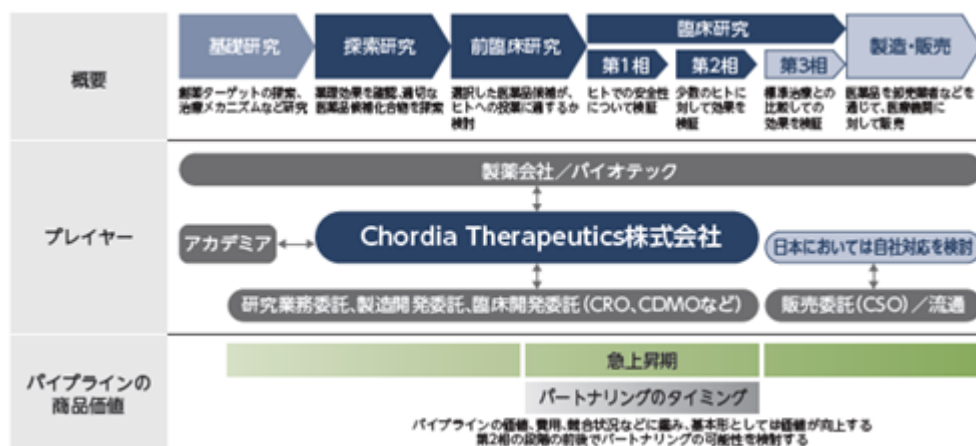 概要
基礎研究
探索研究
前臨床研究
臨床研究
第1相
第2相
第3相
製造・販売
創薬ターゲットの探索、
治療メカニズムなど研究
薬理効果を確認、適切な
医薬品候補化合物を探索
選択した医薬品候補が、
ヒトへの投薬に適するか
検討
ヒトでの安全性
について検証
少数のヒトに
対して効果を
検証
標準治療との
比較しての
効果を検証
医薬品を卸売業者などを
通じて、医療機関に
対して販売
プレイヤー
製薬会社/バイオテック
アカデミア
Chordia Therapeutics株式会社
日本においては自社対応を検討
研究業務委託、製造開発委託、臨床開発委託(CRO、CDMOなど)
販売委託(CSO)/流通
パイプラインの
商品価値
急上昇期
パートナリングのタイミング
パイプラインの価値、費用、競合状況などに鑑み、基本形としては価値が向上する
第2相の段階の前後でパートナリングの可能性を検討する